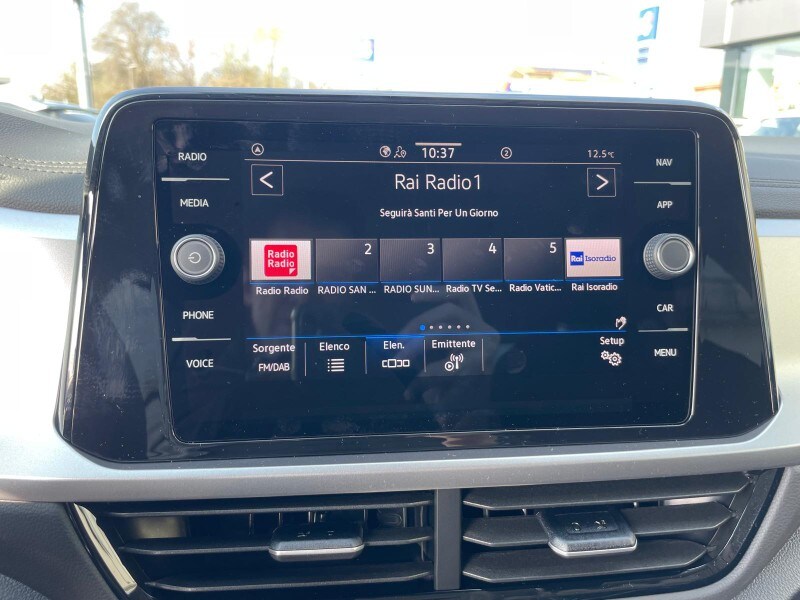 RADIO
MEDIA
PHONE
VOICE
10:37
2
12.5°C
Rai Radio1
Seguirà Santi Per Un Giorno
Radio
Radio
2
3
4
5
Rai Isoradio
Radio Radio
RADIO SAN ...
RADIO SUN...
Radio TV Se...
Radio Vatic...
Rai Isoradio
Sorgente
FM/DAB
Elenco
Elen.
Emittente
Setup
NAV
APP
CAR
MENU